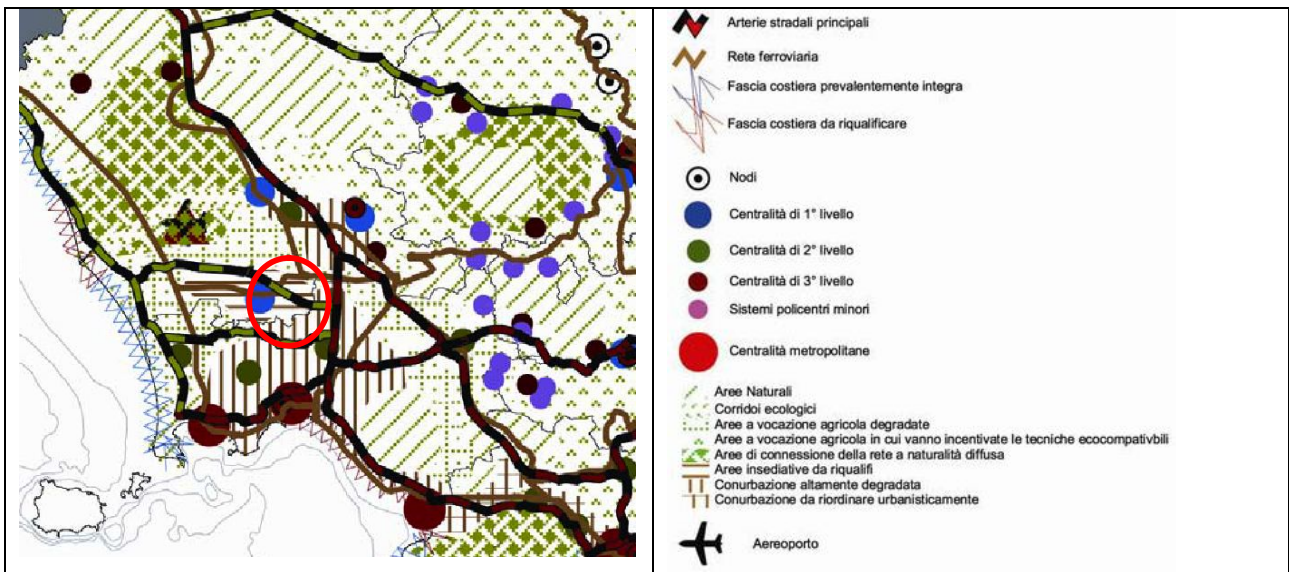 Arterie stradali principali
Rete ferroviaria
Fascia costiera prevalentemente integra
Fascia costiera da riqualificare
Nodi
Centralità di 1° livello
Centralità di 2° livello
Centralità di 3° livello
Sistemi policentri minori
Centralità metropolitane
Aree Naturali
Corridoi ecologici
Aree a vocazione agricola degradate
Aree a vocazione agricola in cui vanno incentivate le tecniche ecocompativbili
Aree di connessione della rete a naturalità diffusa
Aree insediative da riqualifi
Conurbazione altamente degradata
Conurbazione da riordinare urbanisticamente
Aereoporto